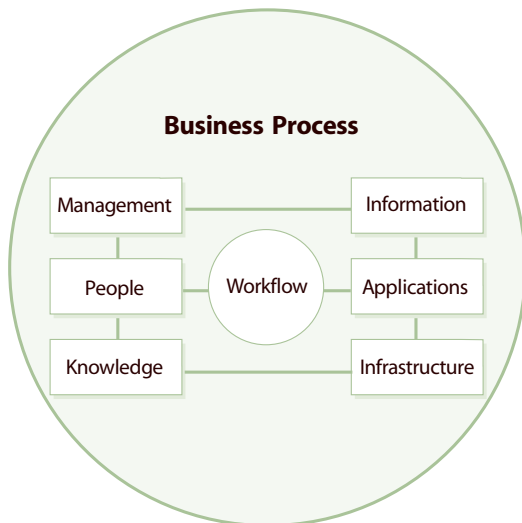 Business Process
Management
Information
People
Workflow
Applications
Knowledge
Infrastructure